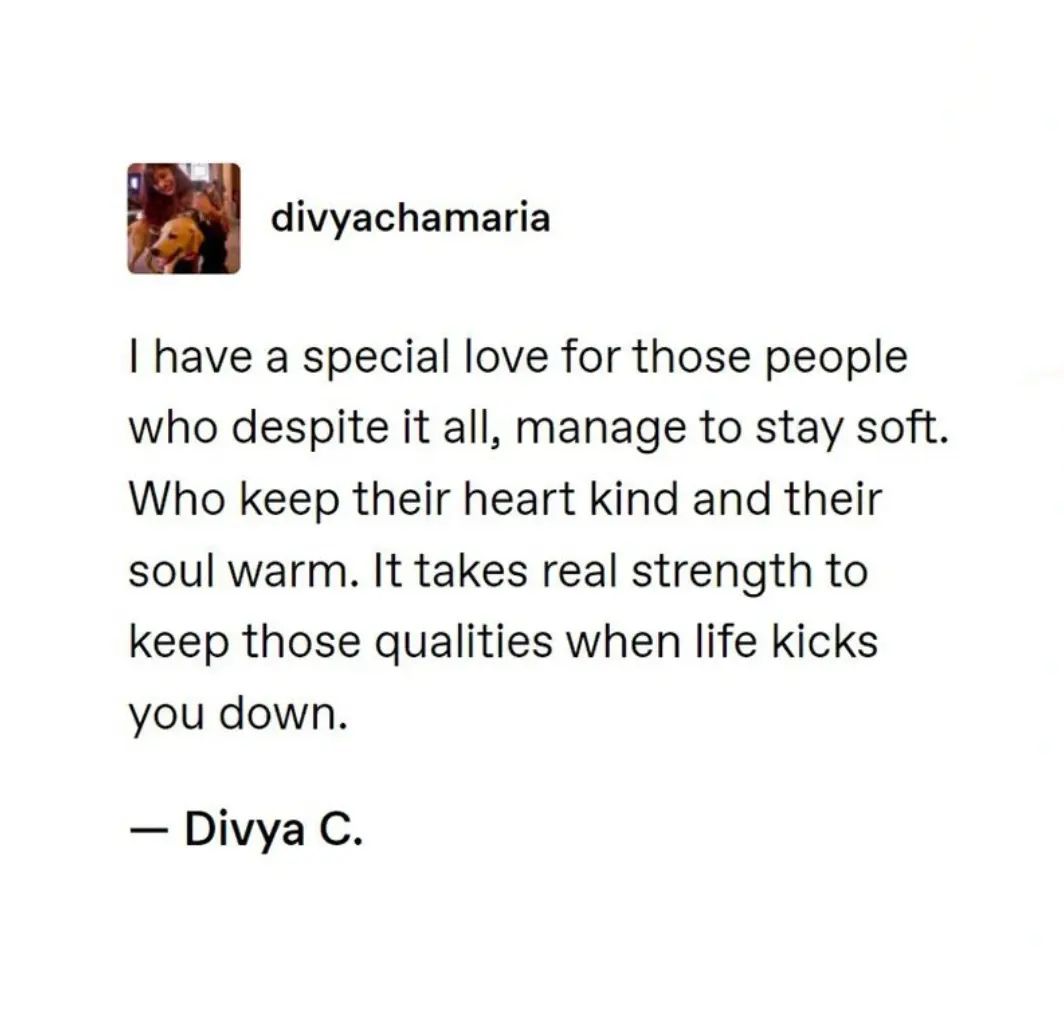 divyachamaria
I have a special love for those people
who despite it all, manage to stay soft.
Who keep their heart kind and their
soul warm. It takes real strength to
keep those qualities when life kicks
you down.
— Divya C.